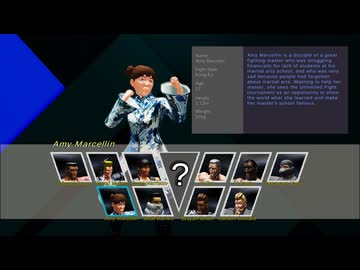 Name
Amy Marcellin
Fight Style
Kung Fu
Age
Height
1.72m
Weight
57kg
Amy Marcellin is a disciple of a great
fighting master who was struggling
financially for lack of students at his
martial arts school, and who was very
sad because people had forgotten
about martial arts. Wanting to help her
master, she sees the Unlimited Fight
tournament as an opportunity to show
the world what she learned and make
her master's school famous.
Amy Marcellin
?
Amy Marcellin